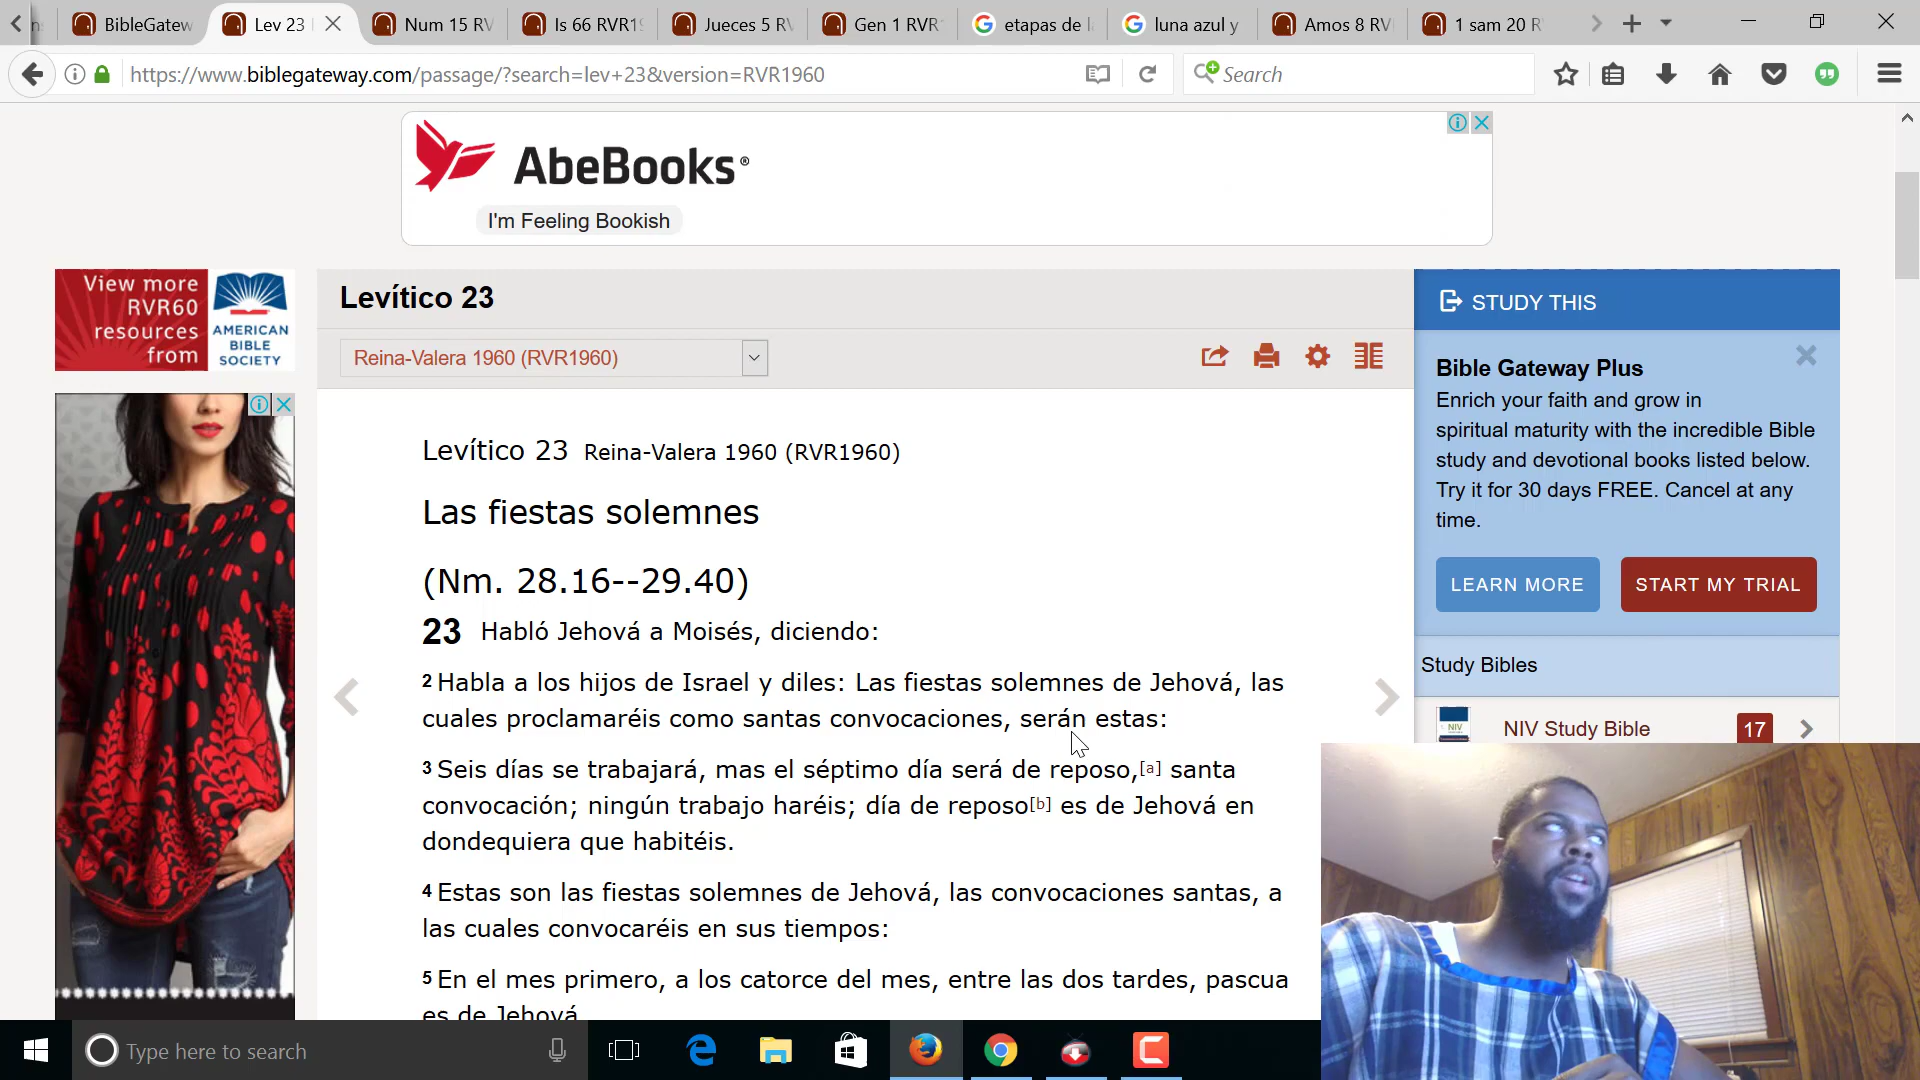 BibleGatew
Lev 23
Num 15 RV
Is 66 RVR19
Jueces 5 RV
Gen 1 RVR
etapas de la
luna azul y
Amos 8 RV
1 sam 20 R
https://www.biblegateway.com/passage/?search=lev+23&version=RVR1960
Search
AbeBooks®
I'm Feeling Bookish
View more
RVR60
resources
from
AMERICAN
BIBLE
SOCIETY
Levítico 23
Reina-Valera 1960 (RVR1960)
Levítico 23 Reina-Valera 1960 (RVR1960)
Las fiestas solemnes
(Nm. 28.16--29.40)
23 Habló Jehová a Moisés, diciendo:
2 Habla a los hijos de Israel y diles: Las fiestas solemnes de Jehová, las
cuales proclamaréis como santas convocaciones, serán estas:
3 Seis días se trabajará, mas el séptimo día será de reposo,[a] santa
convocación; ningún trabajo haréis; día de reposo[b] es de Jehová en
dondequiera que habitéis.
4 Estas son las fiestas solemnes de Jehová, las convocaciones santas, a
las cuales convocaréis en sus tiempos:
5 En el mes primero, a los catorce del mes, entre las dos tardes, pascua
es de Jehová.
STUDY THIS
Bible Gateway Plus
Enrich your faith and grow in
spiritual maturity with the incredible Bible
study and devotional books listed below.
Try it for 30 days FREE. Cancel at any
time.
LEARN MORE
START MY TRIAL
Study Bibles
NIV
NIV Study Bible
17
Type here to search